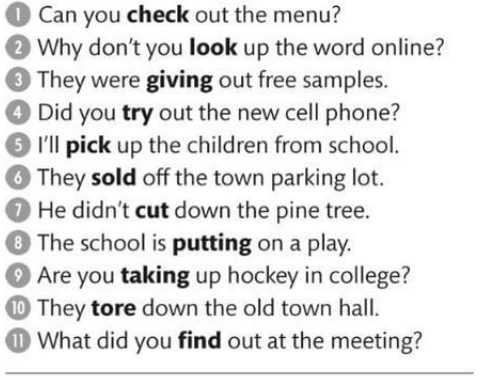 1 Can you check out the menu?
2 Why don't you look up the word online?
3 They were giving out free samples.
4 Did you try out the new cell phone?
5 I'll pick up the children from school.
6 They sold off the town parking lot.
7 He didn't cut down the pine tree.
8 The school is putting on a play.
9 Are you taking up hockey in college?
10 They tore down the old town hall.
11 What did you find out at the meeting?